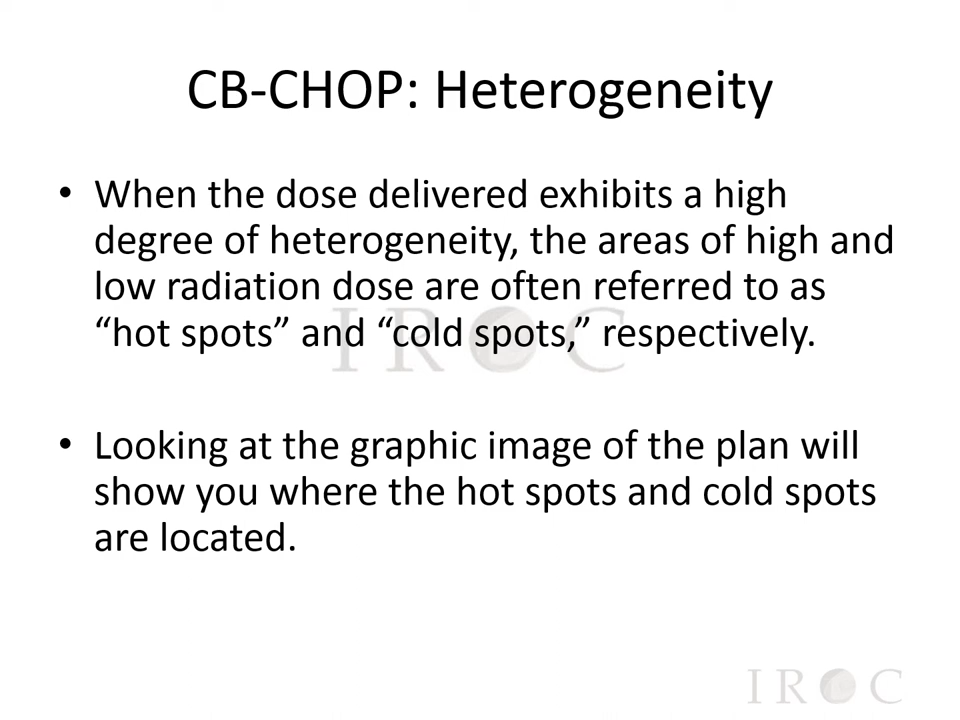 CB-CHOP: Heterogeneity
• When the dose delivered exhibits a high
degree of heterogeneity, the areas of high and
low radiation dose are often referred to as
“hot spots” and “cold spots,” respectively.
IROC
• Looking at the graphic image of the plan will
show you where the hot spots and cold spots
are located.
IROC